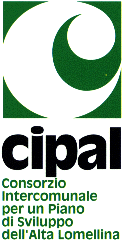 cipal
Consorzio
Intercomunale
per un Piano
di Sviluppo
dell'Alta Lomellina